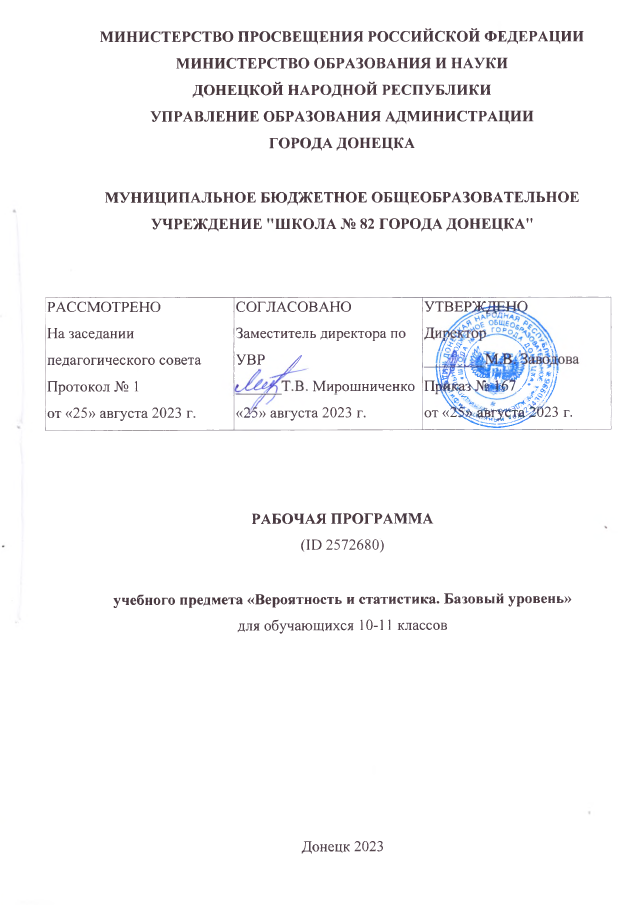 МИНИСТЕРСТВО ПРОСВЕЩЕНИЯ РОССИЙСКОЙ ФЕДЕРАЦИИ
МИНИСТЕРСТВО ОБРАЗОВАНИЯ И НАУКИ
ДОНЕЦКОЙ НАРОДНОЙ РЕСПУБЛИКИ
УПРАВЛЕНИЕ ОБРАЗОВАНИЯ АДМИНИСТРАЦИИ
ГОРОДА ДОНЕЦКА
МУНИЦИПАЛЬНОЕ БЮДЖЕТНОЕ ОБЩЕОБРАЗОВАТЕЛЬНОЕ
УЧРЕЖДЕНИЕ "ШКОЛА № 82 ГОРОДА ДОНЕЦКА"
РАССМОТРЕНО
На заседании
педагогического совета
Протокол № 1
от «25» августа 2023 г.
СОГЛАСОВАНО
Заместитель директора по
УВР
Т.В. Мирошниченко
«25» августа 2023 г.
УТВЕРЖДЕНО
Директор
М.В. Заводова
Приказ № 167
от «25» августа 2023 г.
РАБОЧАЯ ПРОГРАММА
(ID 2572680)
учебного предмета «Вероятность и статистика. Базовый уровень»
для обучающихся 10-11 классов
Донецк 2023